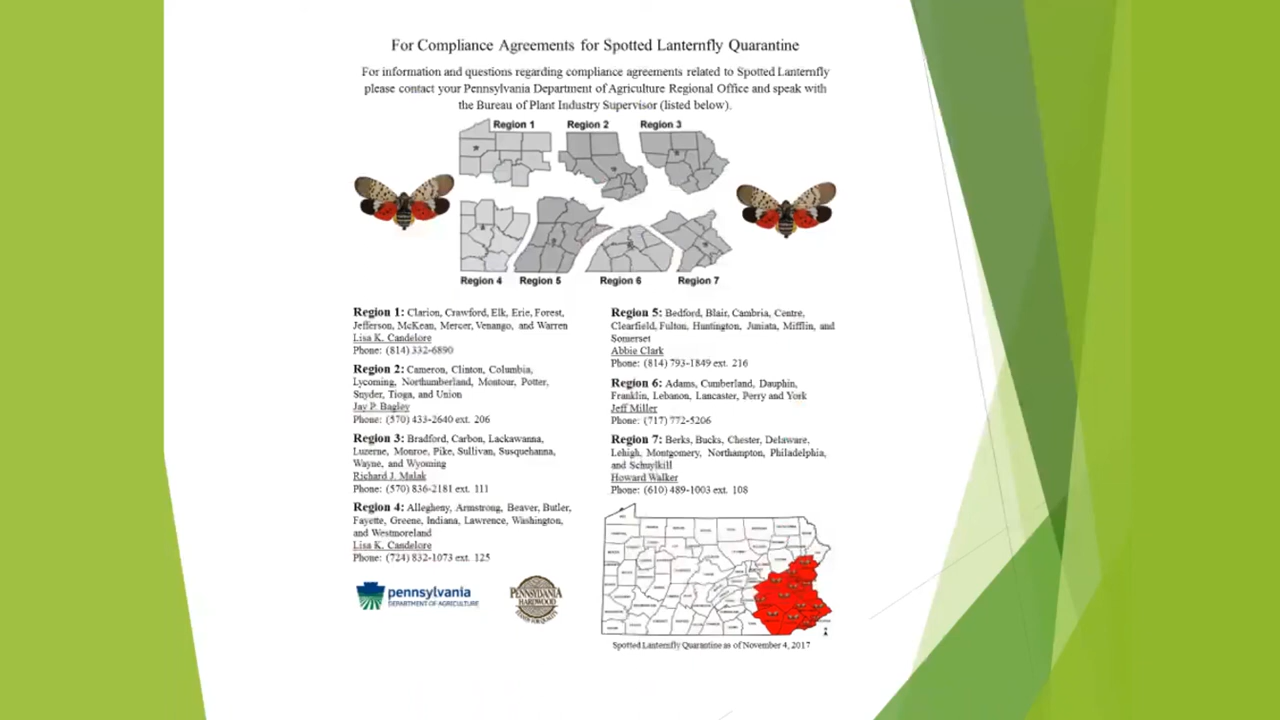 For Compliance Agreements for Spotted Lanternfly Quarantine
For information and questions regarding compliance agreements related to Spotted Lanternfly
please contact your Pennsylvania Department of Agriculture Regional Office and speak with
the Bureau of Plant Industry Supervisor (listed below).
Region 1
Region 2
Region 3
Region 4
Region 5
Region 6
Region 7
Region 1: Clarion, Crawford, Elk, Erie, Forest,
Jefferson, McKean, Mercer, Venango, and Warren
Lisa K. Candelore
Phone: (814) 332-6890
Region 2: Cameron, Clinton, Columbia,
Lycoming, Northumberland, Montour, Potter,
Snyder, Tioga, and Union
Jay P. Bagley
Phone: (570) 433-2640 ext. 206
Region 3: Bradford, Carbon, Lackawanna,
Luzerne, Monroe, Pike, Sullivan, Susquehanna,
Wayne, and Wyoming
Richard J. Malak
Phone: (570) 836-2181 ext. 111
Region 4: Allegheny, Armstrong, Beaver, Butler,
Fayette, Greene, Indiana, Lawrence, Washington,
and Westmoreland
Lisa K. Candelore
Phone: (724) 832-1073 ext. 125
pennsylvania
DEPARTMENT OF AGRICULTURE
PENNSYLVANIA
HARDWOOD
Region 5: Bedford, Blair, Cambria, Centre,
Clearfield, Fulton, Huntington, Juniata, Mifflin, and
Somerset
Abbie Clark
Phone: (814) 793-1849 ext. 216
Region 6: Adams, Cumberland, Dauphin,
Franklin, Lebanon, Lancaster, Perry and York
Jeff Miller
Phone: (717) 772-5206
Region 7: Berks, Bucks, Chester, Delaware,
Lehigh, Montgomery, Northampton, Philadelphia,
and Schuylkill
Howard Walker
Phone: (610) 489-1003 ext. 108
Spotted Lanternfly Quarantine as of November 4, 2017